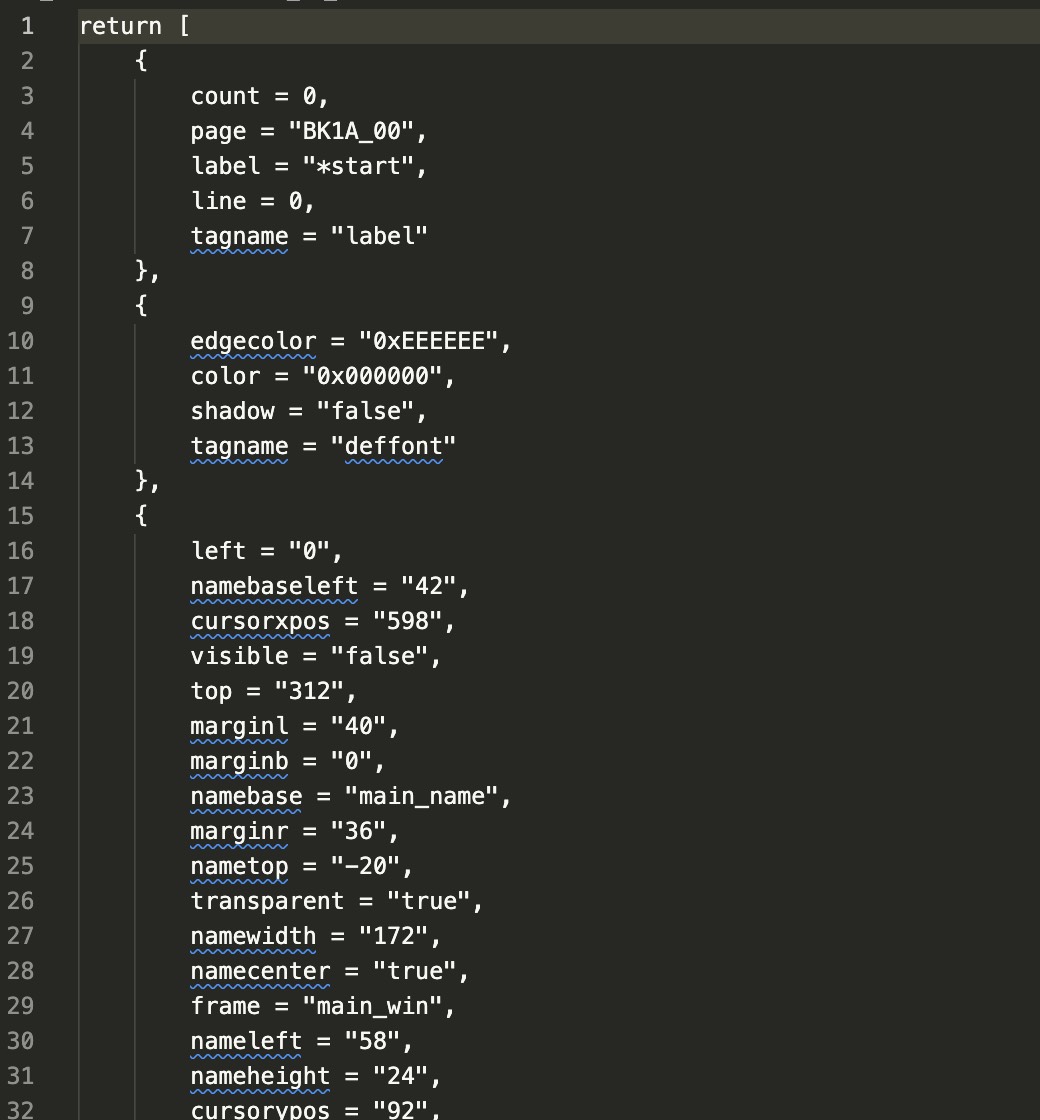 1 return [
2 {
3 count = 0,
4 page = "BK1A_00",
5 label = "*start",
6 line = 0,
7 tagname = "label"
8 },
9 {
10 edgecolor = "0xEEEEEE",
11 color = "0x000000",
12 shadow = "false",
13 tagname = "deffont"
14 },
15 {
16 left = "0",
17 namebaseleft = "42",
18 cursorxpos = "598",
19 visible = "false",
20 top = "312",
21 marginl = "40",
22 marginb = "0",
23 namebase = "main_name",
24 marginr = "36",
25 nametop = "-20",
26 transparent = "true",
27 namewidth = "172",
28 namecenter = "true",
29 frame = "main_win",
30 nameleft = "58",
31 nameheight = "24",
32 cursorypos = "92",